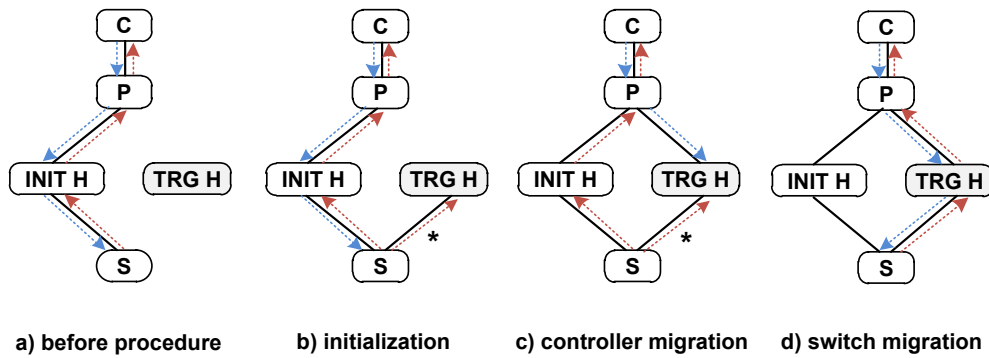 C C C C
P P P P
INIT H TRG H INIT H TRG H INIT H TRG H INIT H TRG H
* *
S S S S
a) before procedure b) initialization c) controller migration d) switch migration